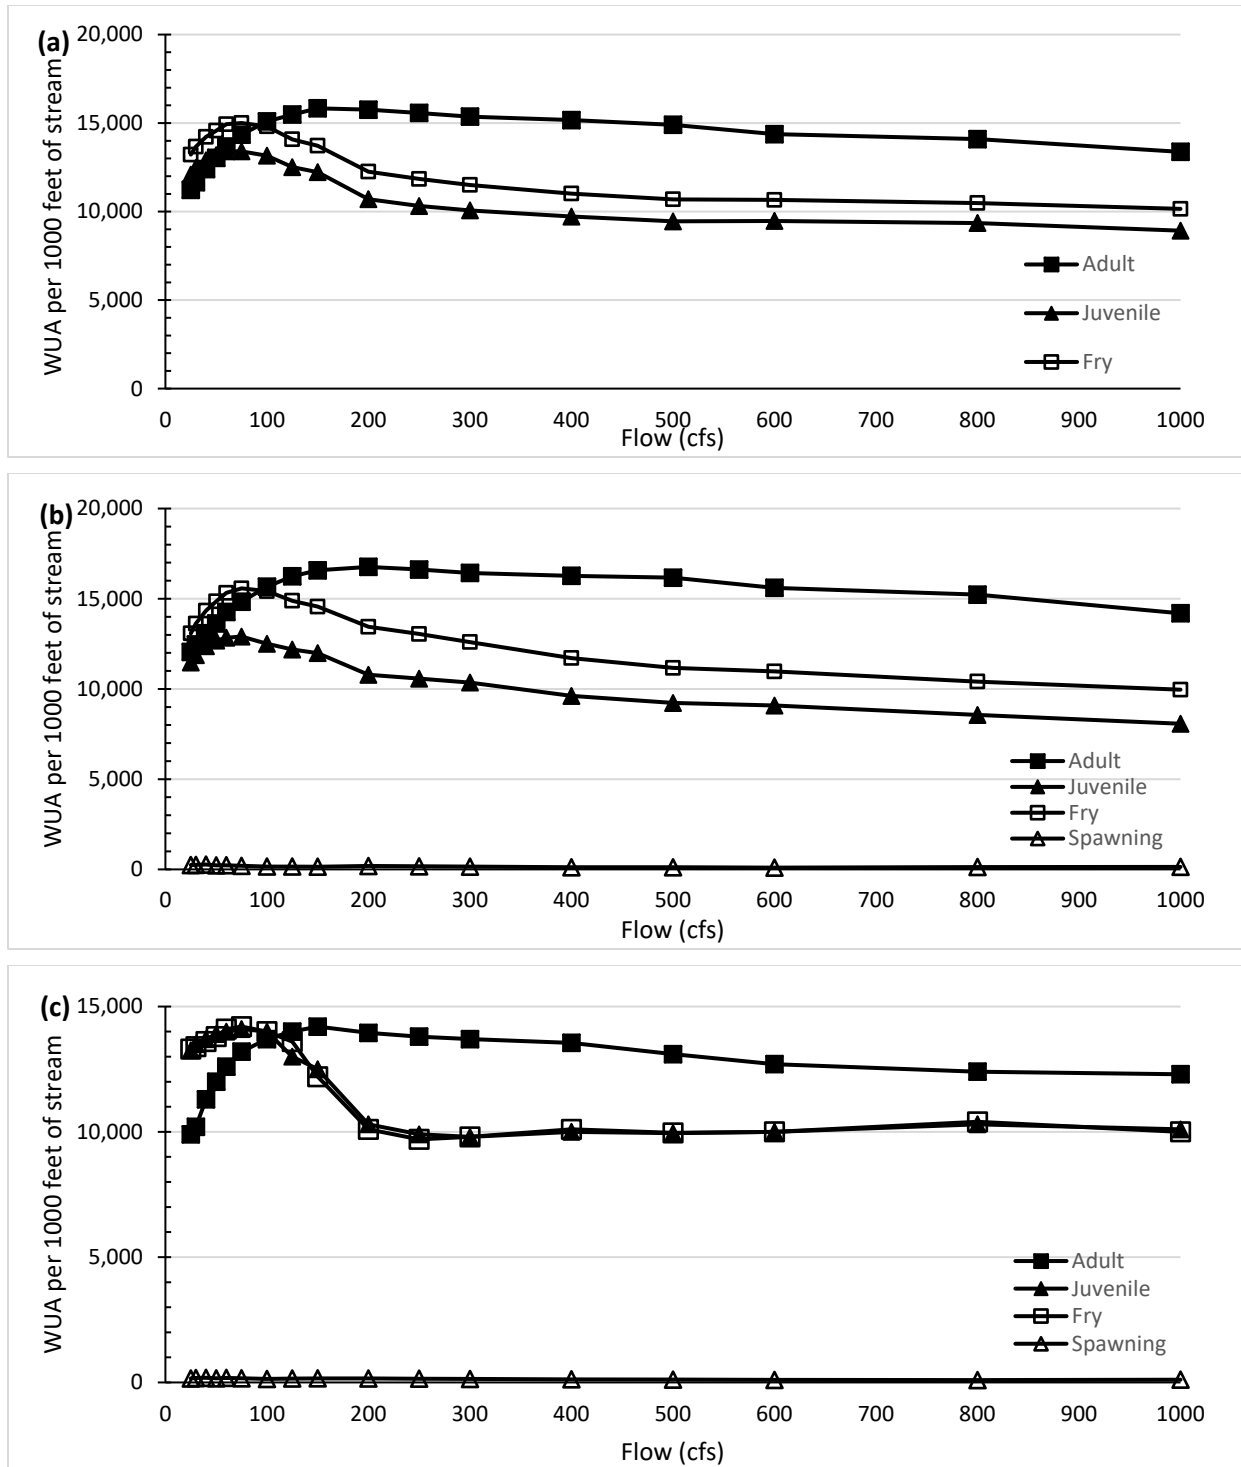 (a)
WUA per 1000 feet of stream
20,000
15,000
10,000
5,000
0
Adult
Juvenile
Fry
0 100 200 300 400 500 600 700 800 900 1000
Flow (cfs)
(b)
WUA per 1000 feet of stream
20,000
15,000
10,000
5,000
0
Adult
Juvenile
Fry
Spawning
0 100 200 300 400 500 600 700 800 900 1000
Flow (cfs)
(c)
WUA per 1000 feet of stream
15,000
10,000
5,000
0
Adult
Juvenile
Fry
Spawning
0 100 200 300 400 500 600 700 800 900 1000
Flow (cfs)